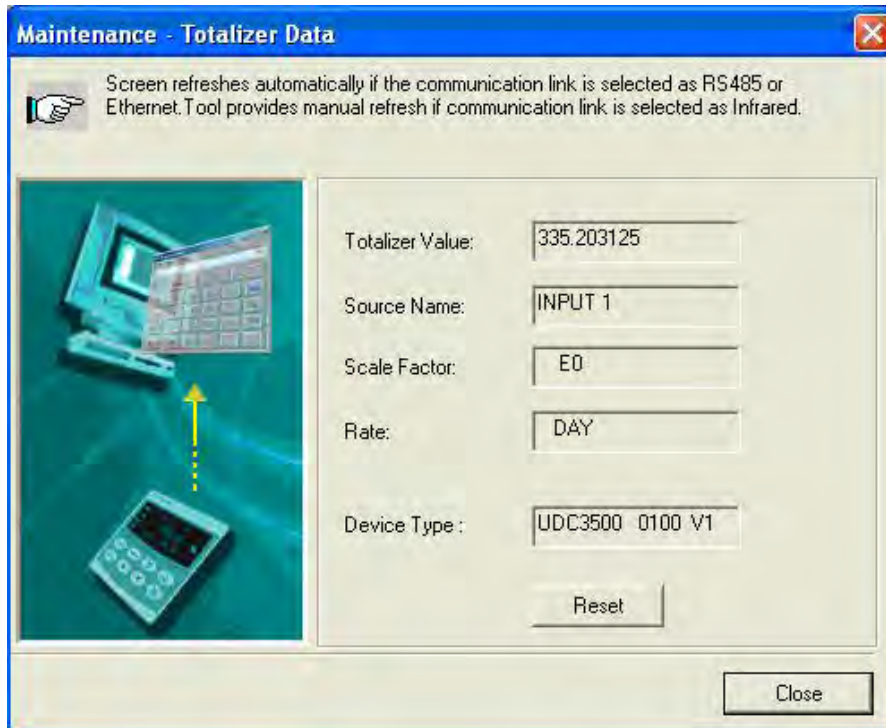 Maintenance - Totalizer Data
Screen refreshes automatically if the communication link is selected as RS485 or
Ethernet.Tool provides manual refresh if communication link is selected as Infrared.
Totalizer Value: 335.203125
Source Name: INPUT 1
Scale Factor: E0
Rate: DAY
Device Type : UDC3500 0100 V1
Reset
Close